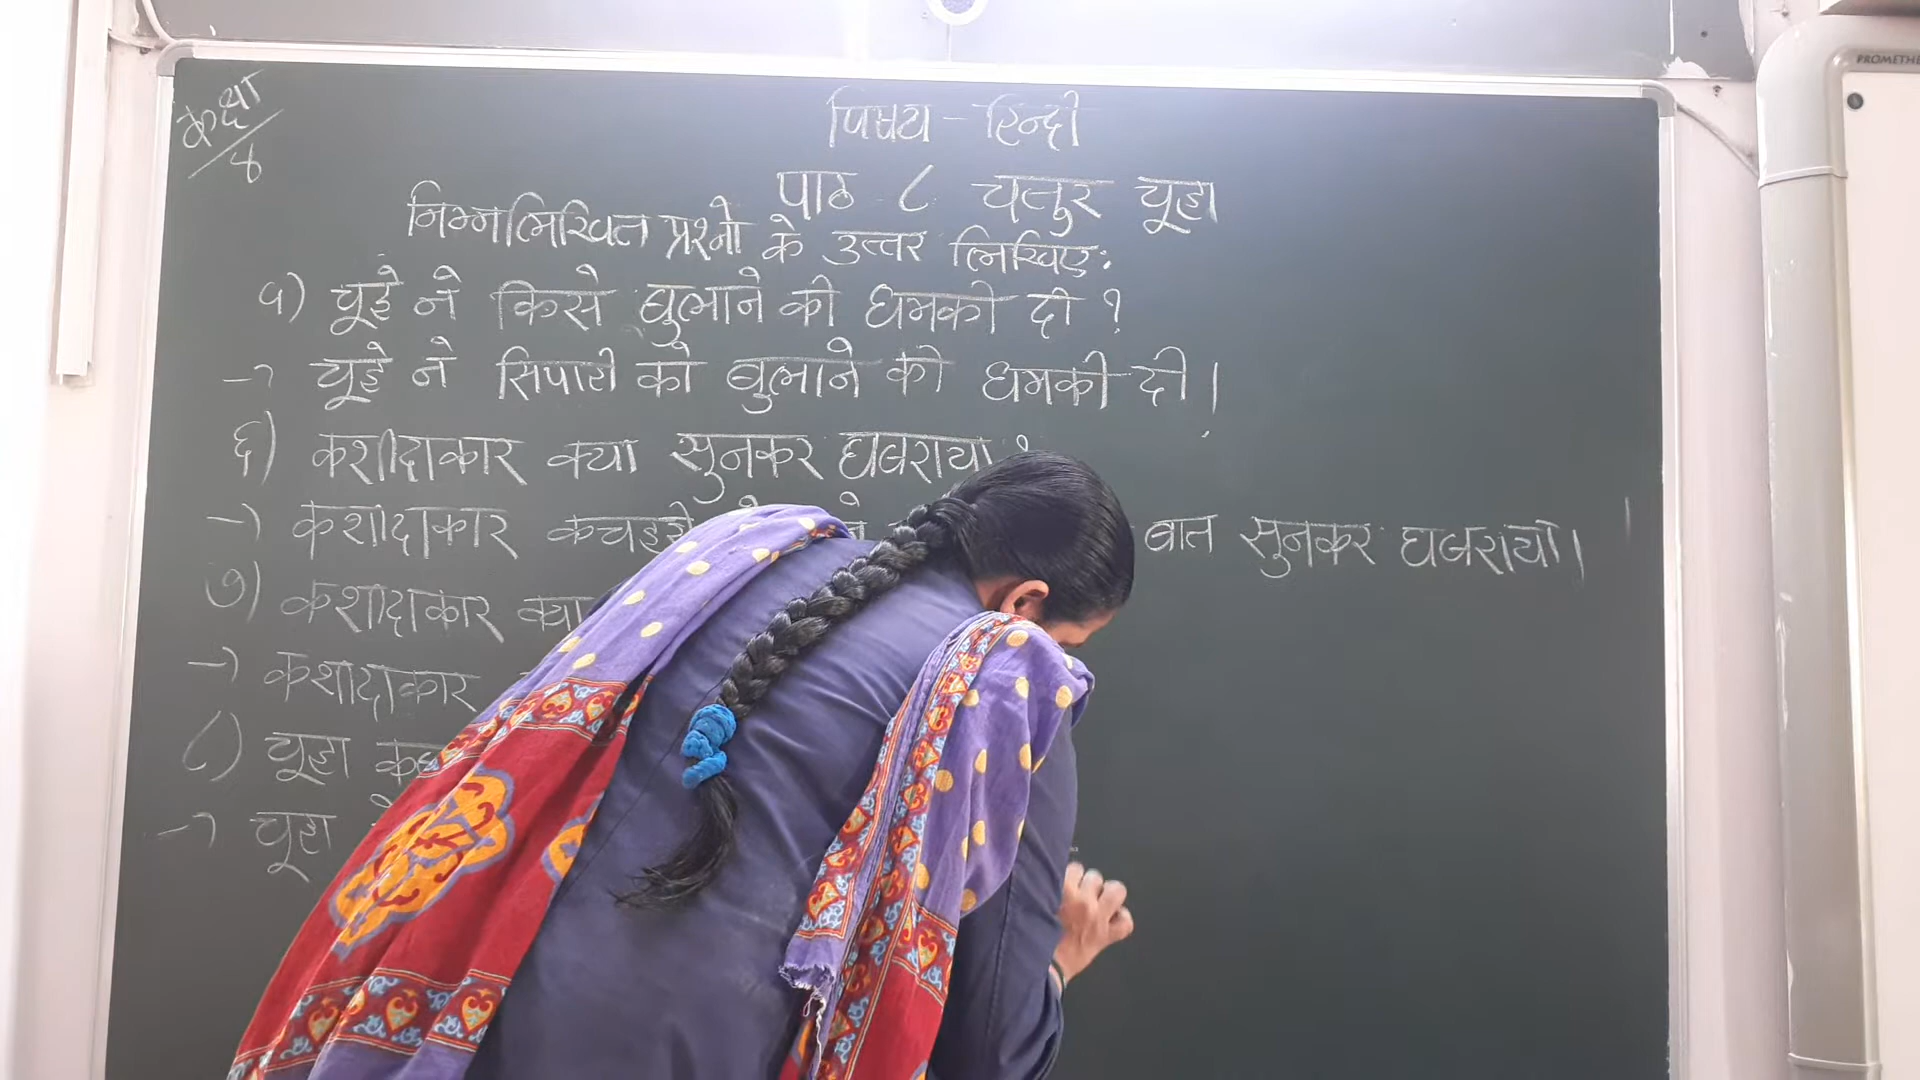 कक्षा
४
विषय - हिन्दी
पाठ ८ चतुर चूहा
निम्नलिखित प्रश्नो के उत्तर लिखिए:
५) चूहे ने किसे बुलाने की धमकी दी ?
→ चूहे ने सिपाही को बुलाने की धमकी दी ।
६) कशीदाकार क्या सुनकर घबराया ?
→ कशीदाकार कचहरी बात सुनकर घबराया ।
७) कशीदाकार क्या
→ कशीदाकार
८) चूहा
→ चूहा
PROMETHE